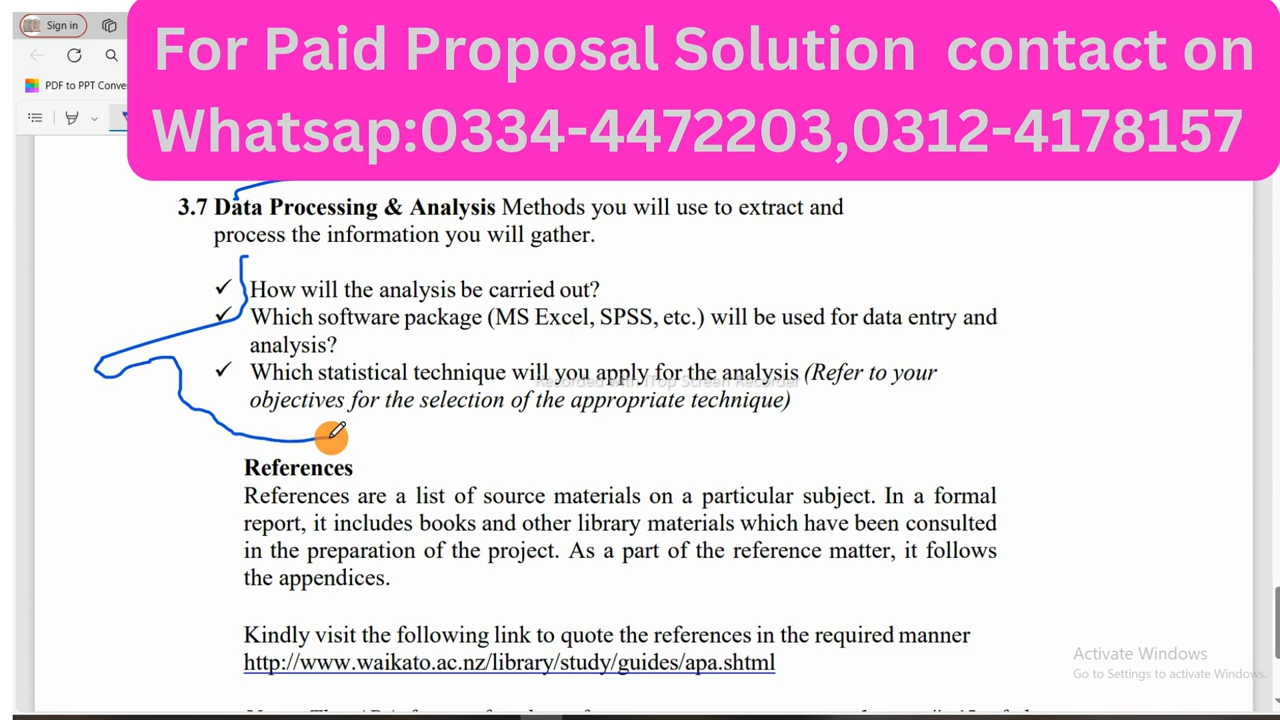 Sign in
For Paid Proposal Solution contact on
Whatsap:0334-4472203,0312-4178157
PDF to PPT Conve
3.7 Data Processing & Analysis Methods you will use to extract and
process the information you will gather.
✓ How will the analysis be carried out?
✓ Which software package (MS Excel, SPSS, etc.) will be used for data entry and
analysis?
✓ Which statistical technique will you apply for the analysis (Refer to your
Recorded with iTop Screen Recorder
objectives for the selection of the appropriate technique)
References
References are a list of source materials on a particular subject. In a formal
report, it includes books and other library materials which have been consulted
in the preparation of the project. As a part of the reference matter, it follows
the appendices.
Kindly visit the following link to quote the references in the required manner
http://www.waikato.ac.nz/library/study/guides/apa.shtml
Activate Windows
Go to Settings to activate Windows.